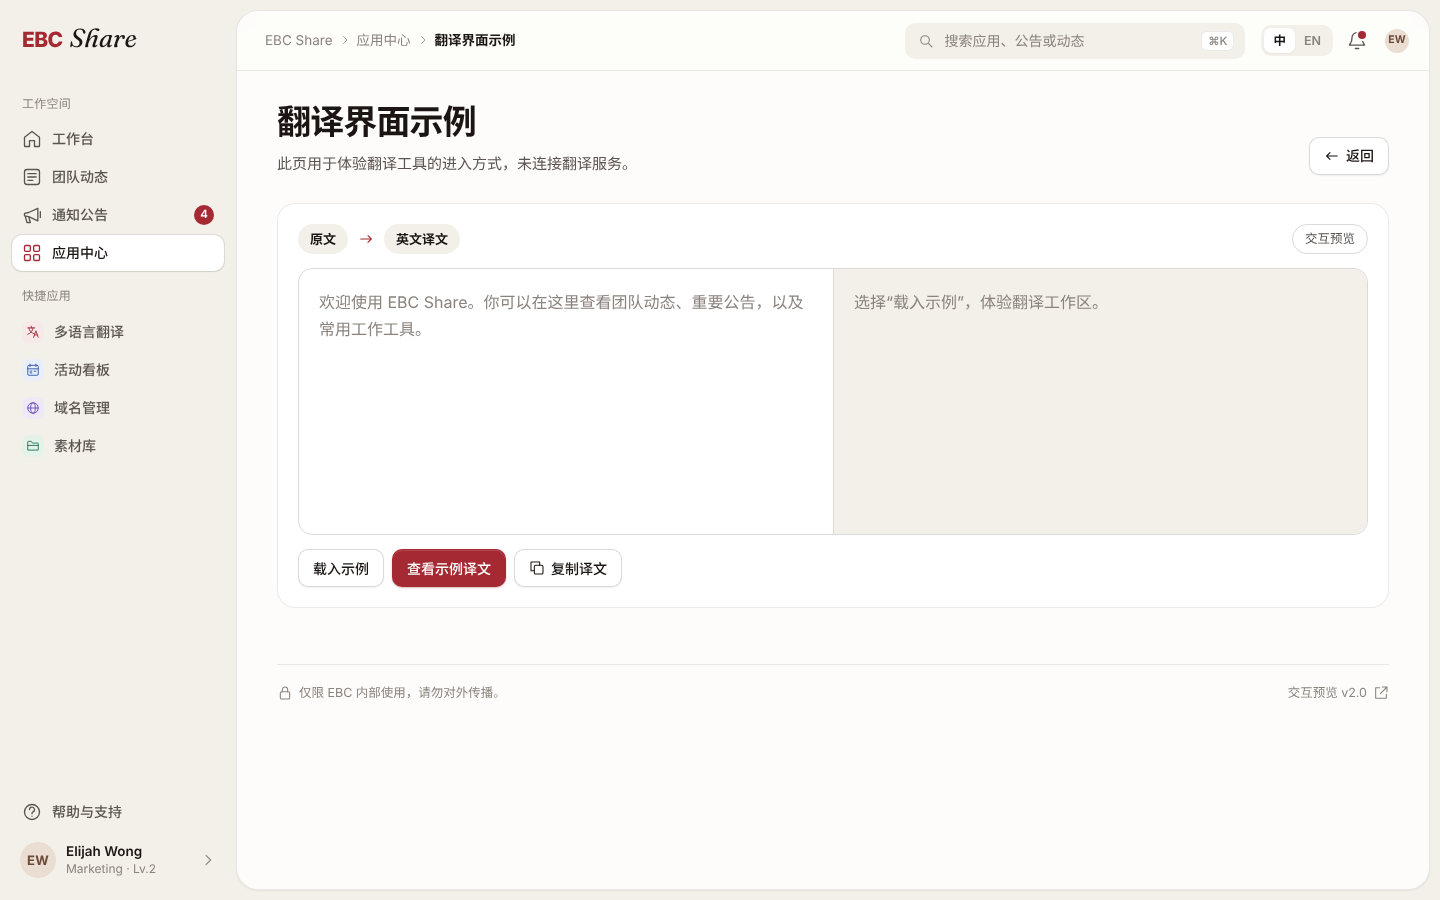 EBC Share
工作空间
工作台
团队动态
通知公告
4
应用中心
快捷应用
多语言翻译
活动看板
域名管理
素材库
帮助与支持
EW
Elijah Wong
Marketing · Lv.2
EBC Share
应用中心
翻译界面示例
搜索应用、公告或动态
⌘K
中
EN
EW
翻译界面示例
此页用于体验翻译工具的进入方式，未连接翻译服务。
← 返回
原文 → 英文译文
交互预览
欢迎使用 EBC Share。你可以在这里查看团队动态、重要公告，以及
常用工作工具。
选择“载入示例”，体验翻译工作区。
载入示例
查看示例译文
复制译文
仅限 EBC 内部使用，请勿对外传播。
交互预览 v2.0